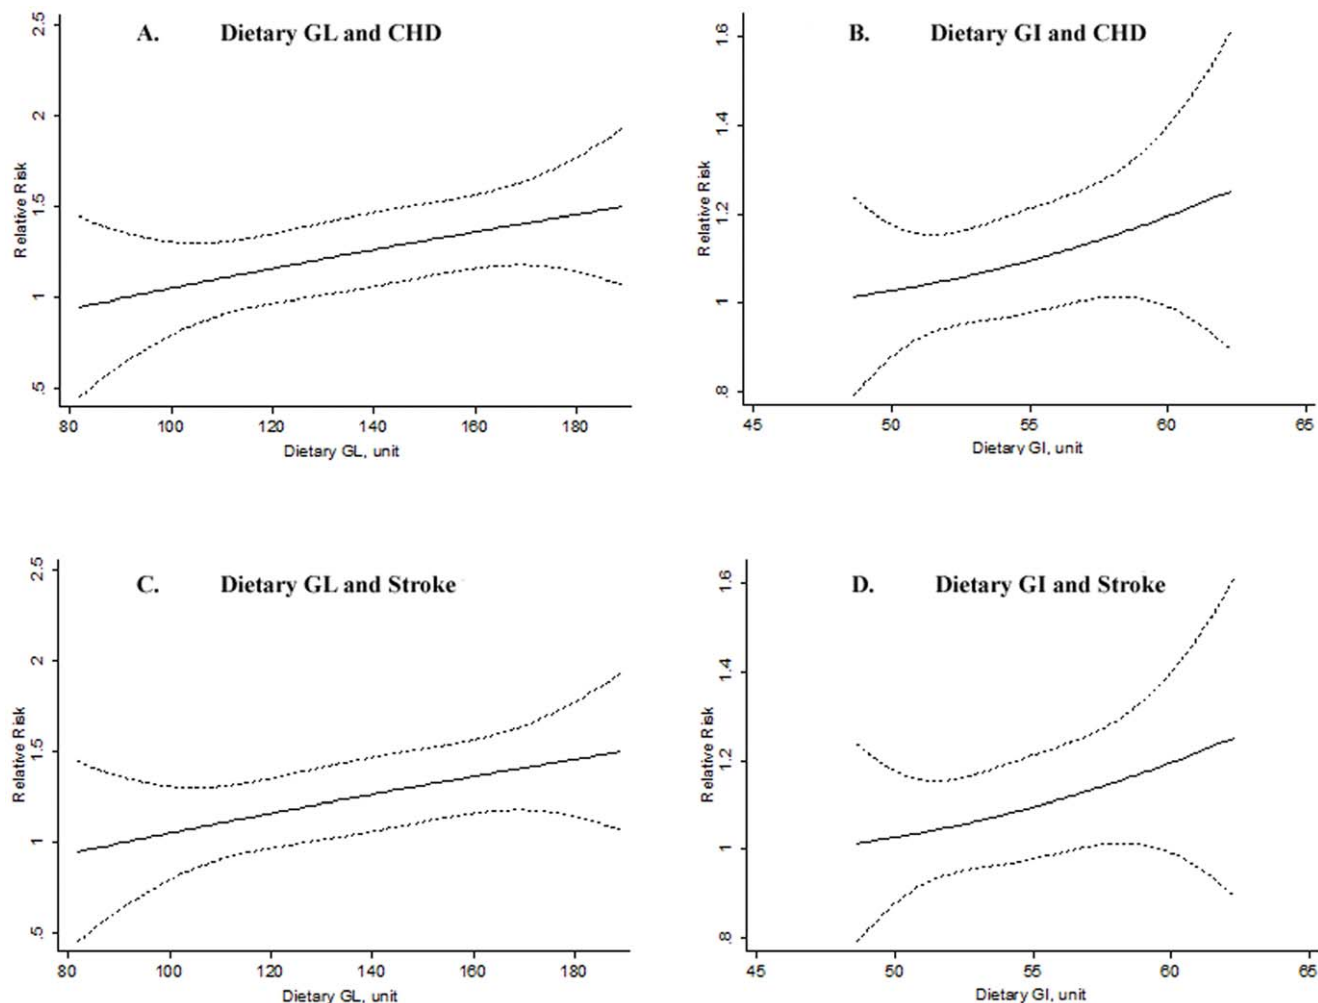 A. Dietary GL and CHD
2.5
2
1.5
1
.5
Relative Risk
80 100 120 140 160 180
Dietary GL, unit
B. Dietary GI and CHD
1.6
1.4
1.2
1
.8
Relative Risk
45 50 55 60 65
Dietary GI, unit
C. Dietary GL and Stroke
2.5
2
1.5
1
.5
Relative Risk
80 100 120 140 160 180
Dietary GL, unit
D. Dietary GI and Stroke
1.6
1.4
1.2
1
.8
Relative Risk
45 50 55 60 65
Dietary GI, unit